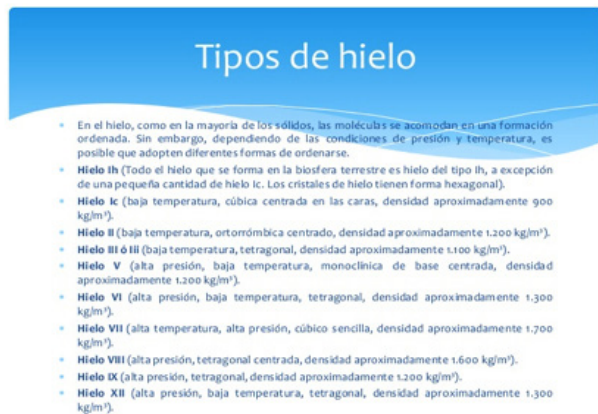 Tipos de hielo
En el hielo, como en la mayoría de los sólidos, las moléculas se acomodan en una formación
ordenada. Sin embargo, dependiendo de las condiciones de presión y temperatura, es
posible que adopten diferentes formas de ordenarse.
Hielo Ih (Todo el hielo que se forma en la biosfera terrestre es hielo del tipo Ih, a excepción
de una pequeña cantidad de hielo Ic. Los cristales de hielo tienen forma hexagonal).
Hielo Ic (baja temperatura, cúbica centrada en las caras, densidad aproximadamente 900
kg/m³).
Hielo II (baja temperatura, ortorrómbica centrado, densidad aproximadamente 1.200 kg/m³).
Hielo III ó Iii (baja temperatura, tetragonal, densidad aproximadamente 1.100 kg/m³).
Hielo V (alta presión, baja temperatura, monoclínica de base centrada, densidad
aproximadamente 1.200 kg/m³).
Hielo VI (alta presión, baja temperatura, tetragonal, densidad aproximadamente 1.300
kg/m³).
Hielo VII (alta temperatura, alta presión, cúbico sencilla, densidad aproximadamente 1.700
kg/m³).
Hielo VIII (alta presión, tetragonal centrada, densidad aproximadamente 1.600 kg/m³).
Hielo IX (alta presión, tetragonal, densidad aproximadamente 1.200 kg/m³).
Hielo XII (alta presión, baja temperatura, tetragonal, densidad aproximadamente 1.300
kg/m³).